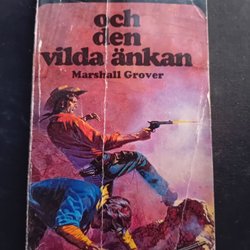 och
den
vilda änkan
Marshall Grover